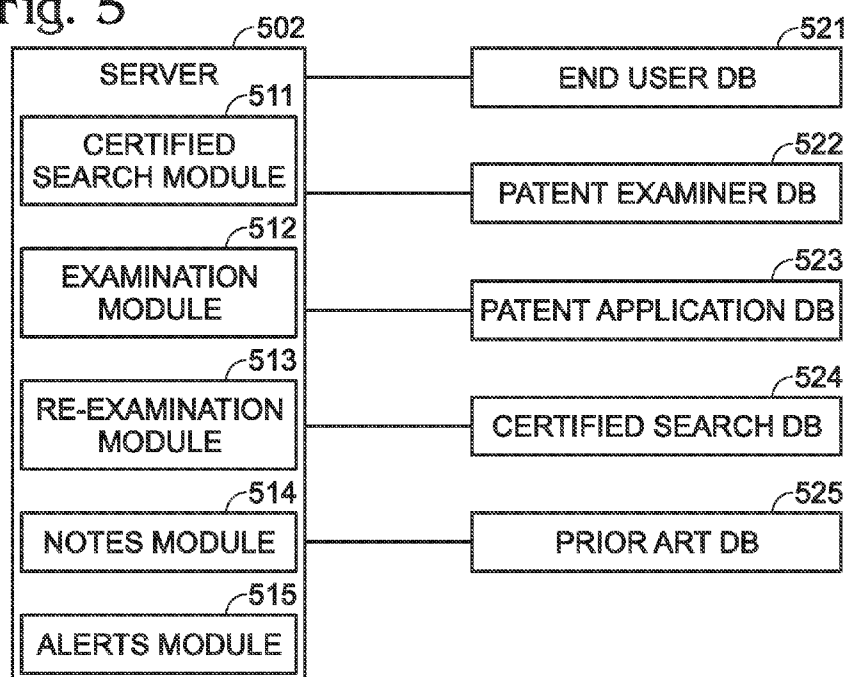 Fig. 5
502
SERVER
511
CERTIFIED
SEARCH MODULE
512
EXAMINATION
MODULE
513
RE-EXAMINATION
MODULE
514
NOTES MODULE
515
ALERTS MODULE
521
END USER DB
522
PATENT EXAMINER DB
523
PATENT APPLICATION DB
524
CERTIFIED SEARCH DB
525
PRIOR ART DB